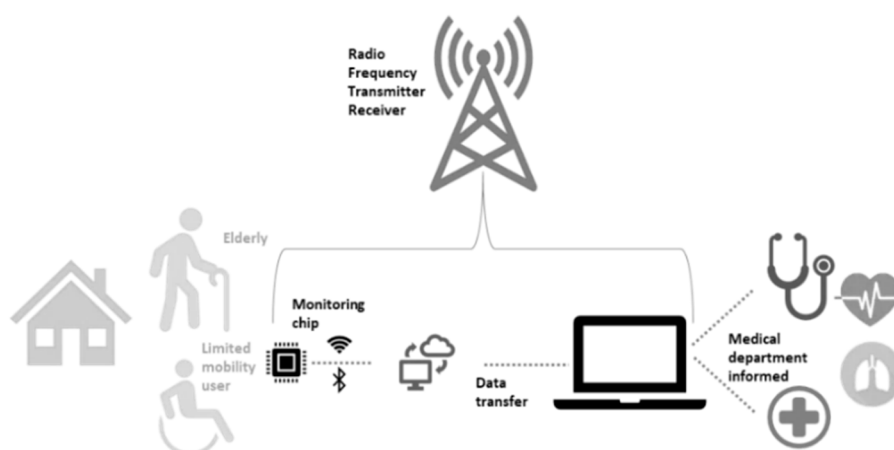 Radio
Frequency
Transmitter
Receiver
Elderly
Monitoring
chip
Limited
mobility
user
Data
transfer
Medical
department
informed